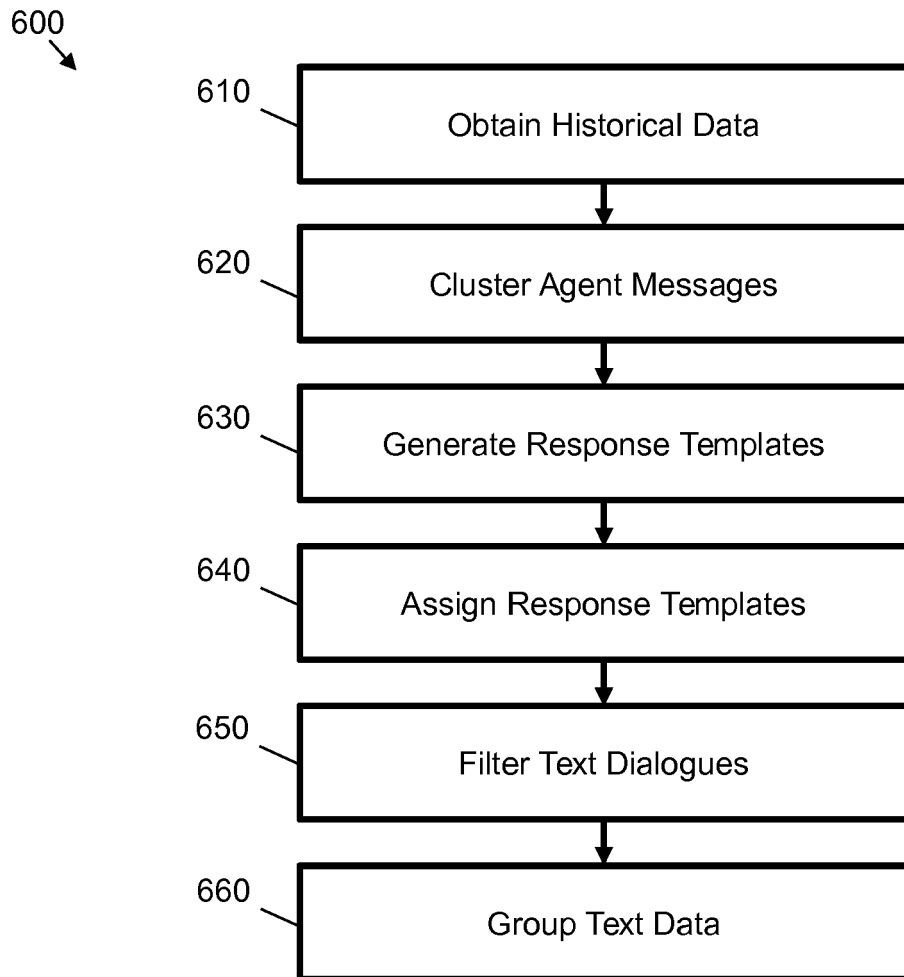 600
610
Obtain Historical Data
620
Cluster Agent Messages
630
Generate Response Templates
640
Assign Response Templates
650
Filter Text Dialogues
660
Group Text Data